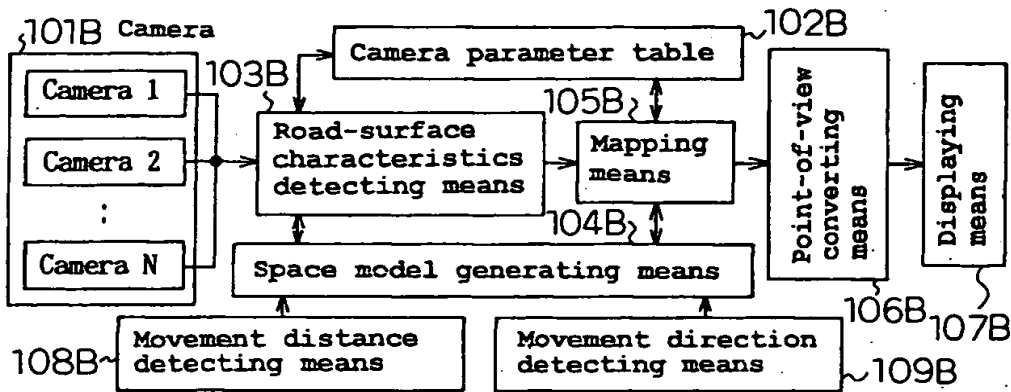 101B Camera
Camera 1
Camera 2
:
Camera N
102B
Camera parameter table
103B
Road-surface
characteristics
detecting means
105B
Mapping
means
104B
Space model generating means
Point-of-view
converting
means
106B
Displaying
means
107B
108B
Movement distance
detecting means
Movement direction
detecting means
109B